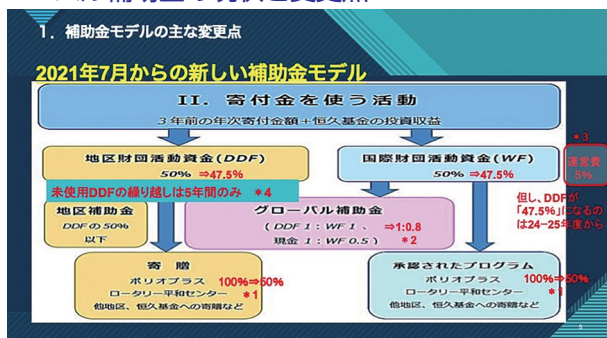 1．補助金モデルの主な変更点
2021年7月からの新しい補助金モデル
II．寄付金を使う活動
3年前の年次寄付金額＋恒久基金の投資収益
＊3
地区財団活動資金(DDF)
50% ⇒47.5%
国際財団活動資金(WF)
50% ⇒47.5%
運営費
5%
未使用DDFの繰り越しは5年間のみ ＊4
地区補助金
DDFの50%
以下
グローバル補助金
(DDF 1：WF 1、 ⇒1:0.8
現金 1：WF 0.5) ＊2
但し、DDFが
「47.5%」になるの
は24−25年度から
寄贈
ポリオプラス 100%⇒50%
ロータリー平和センター ＊1
他地区、恒久基金への寄贈など
承認されたプログラム
ポリオプラス 100%⇒50%
ロータリー平和センター ＊1
他地区、恒久基金への寄贈など
5